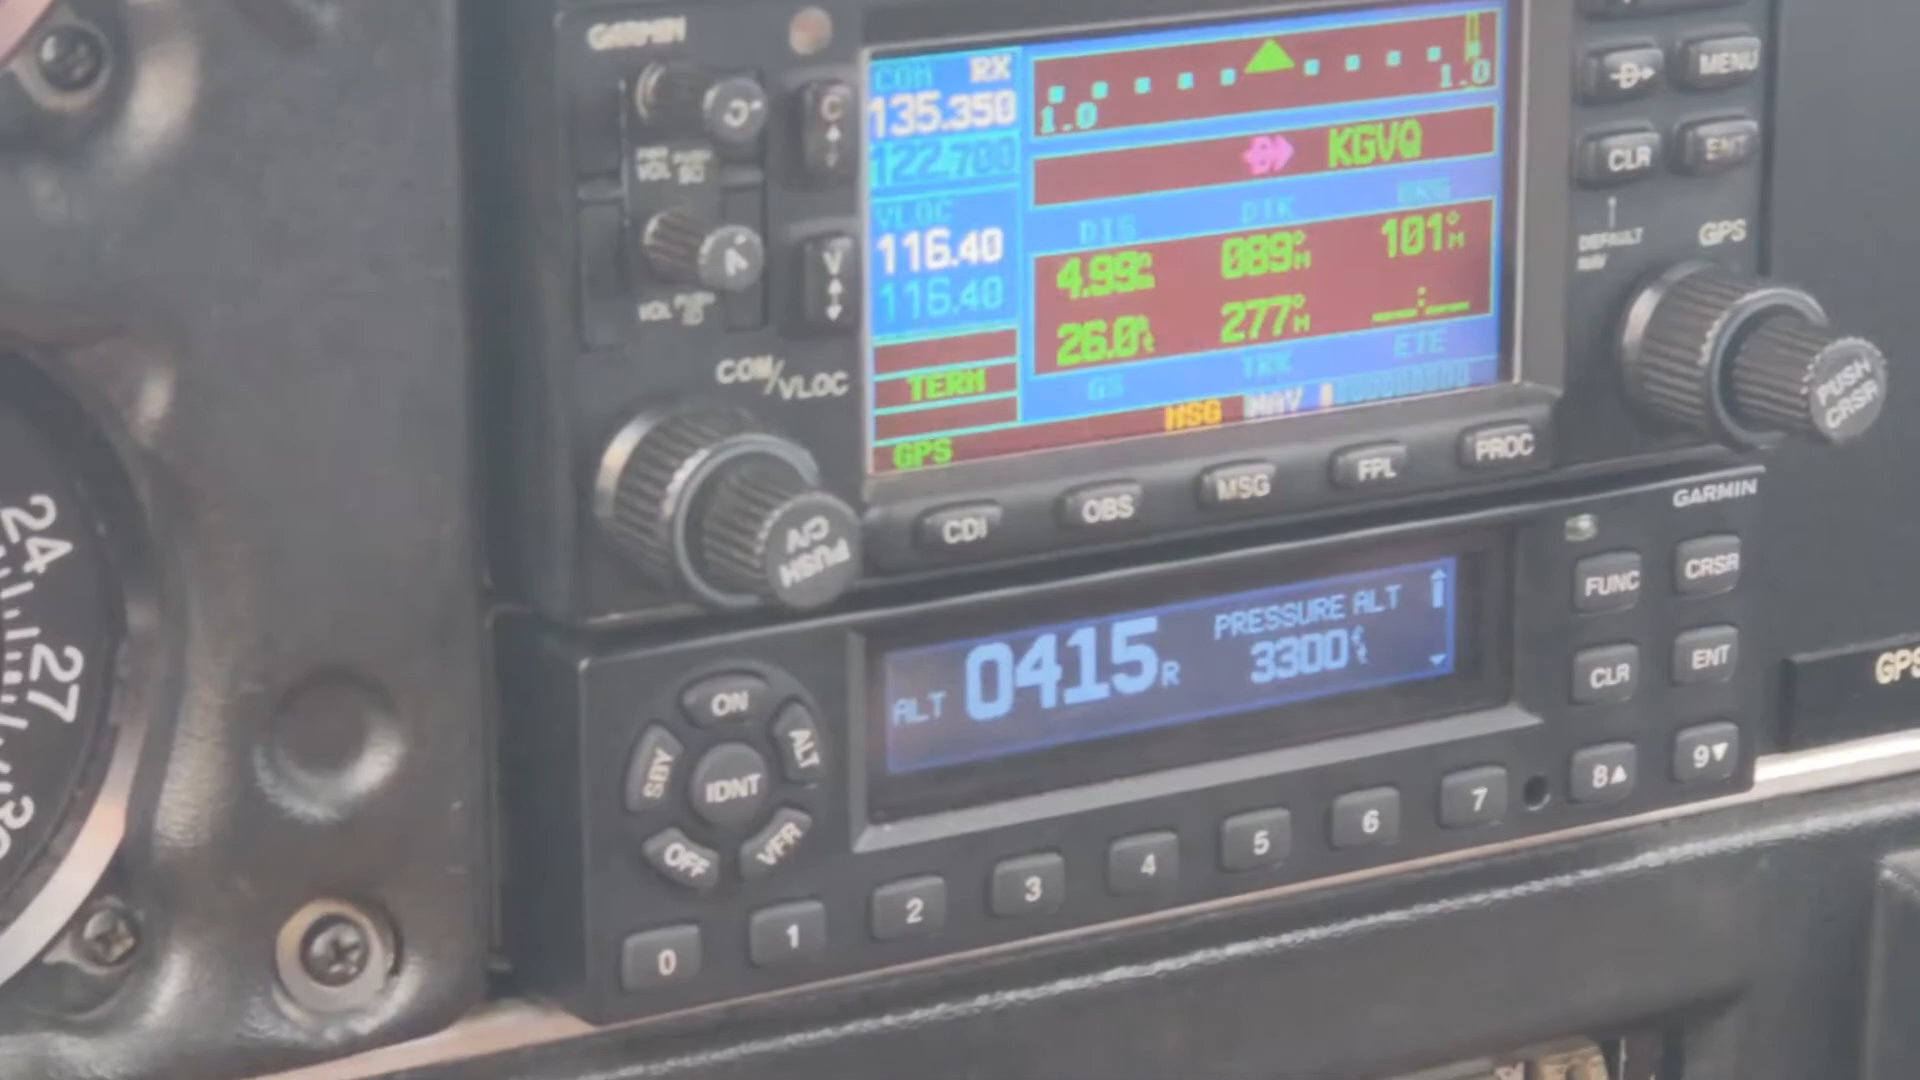 GARMIN
COM RX
135.350
122.700
VLOC
116.40
116.40
TERM
GPS
1.0 1.0
KGVQ
DIS DTK BRG
4.99 089°M 101°M
26.0 277°M __:__
GS TRK ETE
MSG NAV
C
V
COM/VLOC
PUSH C/V
D MENU
CLR ENT
DEFAULT NAV
GPS
PUSH CRSR
CDI OBS MSG FPL PROC
GARMIN
ALT 0415 R
PRESSURE ALT
3300
FUNC CRSR
CLR ENT
ON
SBY IDNT ALT
OFF VFR
0 1 2 3 4 5 6 7 8 9
24
27
30